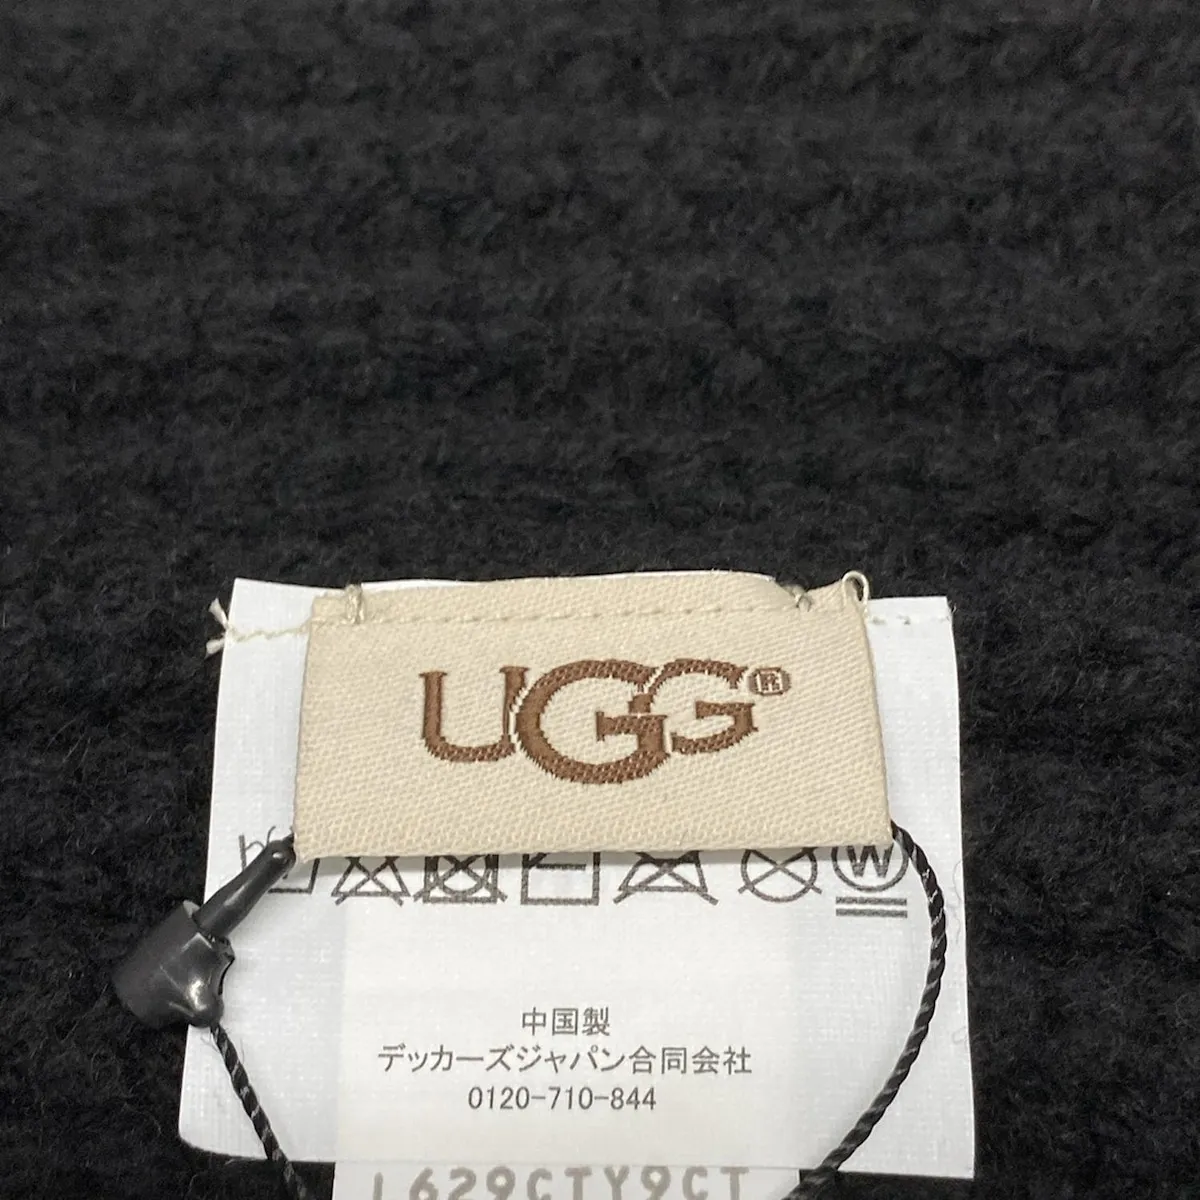 UGG®
W
中国製
デッカーズジャパン合同会社
0120-710-844
L629CTY9CT